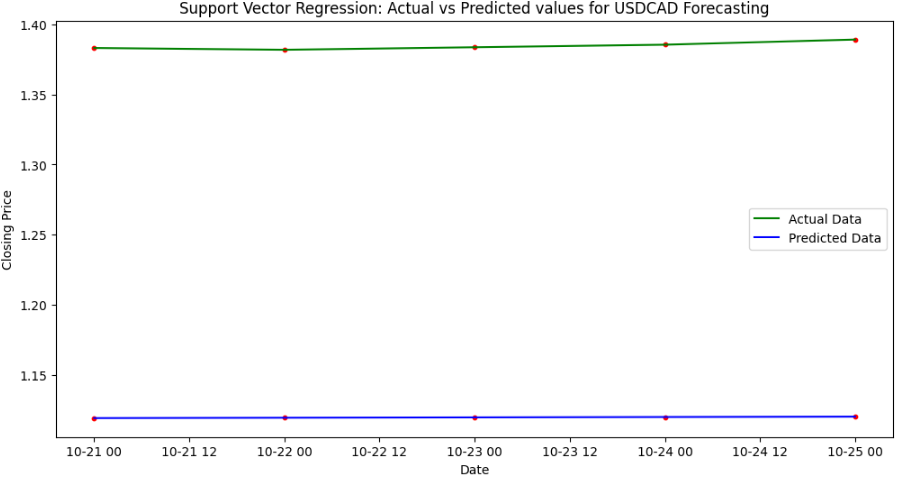 Support Vector Regression: Actual vs Predicted values for USDCAD Forecasting
1.40
1.35
1.30
1.25
1.20
1.15
Closing Price
Actual Data
Predicted Data
10-21 00 10-21 12 10-22 00 10-22 12 10-23 00 10-23 12 10-24 00 10-24 12 10-25 00
Date